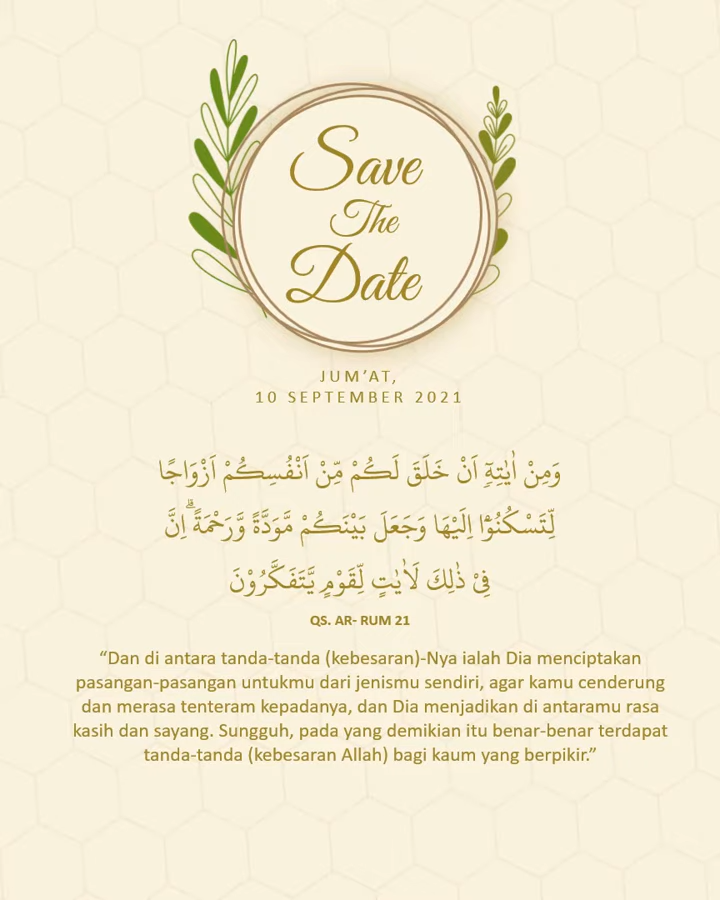 Save
The
Date
JUM’AT,
10 SEPTEMBER 2021
وَمِنْ اٰيٰتِهٖٓ اَنْ خَلَقَ لَكُمْ مِّنْ اَنْفُسِكُمْ اَزْوَاجًا
لِّتَسْكُنُوْٓا اِلَيْهَا وَجَعَلَ بَيْنَكُمْ مَّوَدَّةً وَّرَحْمَةً ۗاِنَّ
فِيْ ذٰلِكَ لَاٰيٰتٍ لِّقَوْمٍ يَّتَفَكَّرُوْنَ
QS. AR- RUM 21
“Dan di antara tanda-tanda (kebesaran)-Nya ialah Dia menciptakan
pasangan-pasangan untukmu dari jenismu sendiri, agar kamu cenderung
dan merasa tenteram kepadanya, dan Dia menjadikan di antaramu rasa
kasih dan sayang. Sungguh, pada yang demikian itu benar-benar terdapat
tanda-tanda (kebesaran Allah) bagi kaum yang berpikir.”